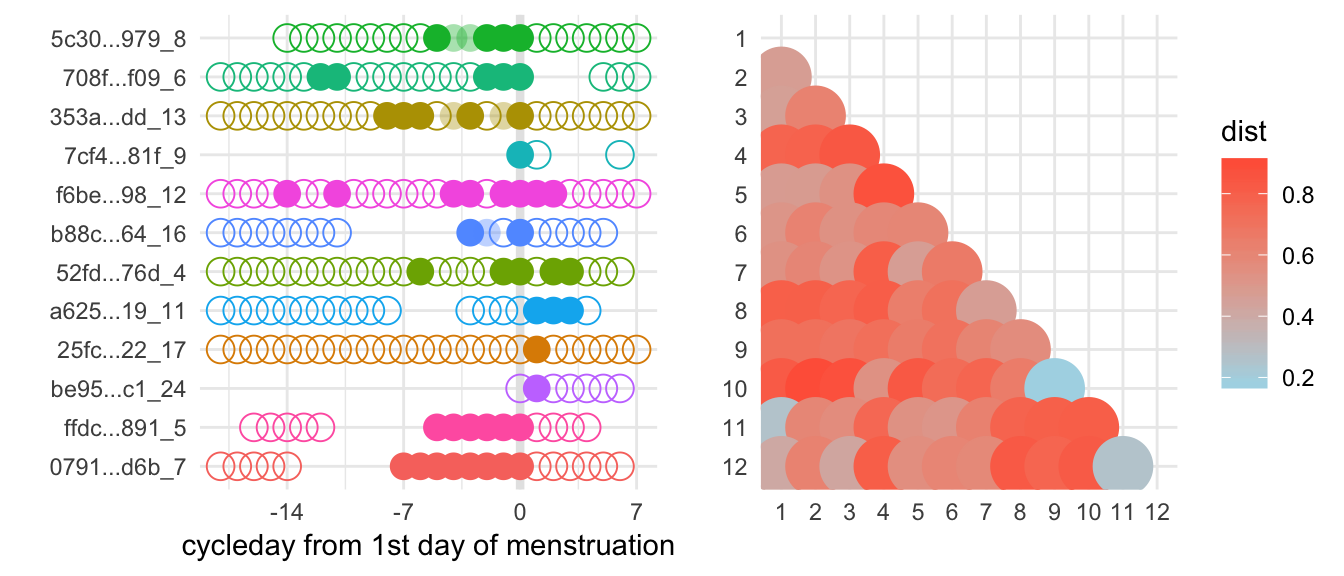 5c30...979_8
708f...f09_6
353a...dd_13
7cf4...81f_9
f6be...98_12
b88c...64_16
52fd...76d_4
a625...19_11
25fc...22_17
be95...c1_24
ffdc...891_5
0791...d6b_7
-14 -7 0 7
cycleday from 1st day of menstruation
1
2
3
4
5
6
7
8
9
10
11
12
1 2 3 4 5 6 7 8 9 10 11 12
dist
0.8
0.6
0.4
0.2